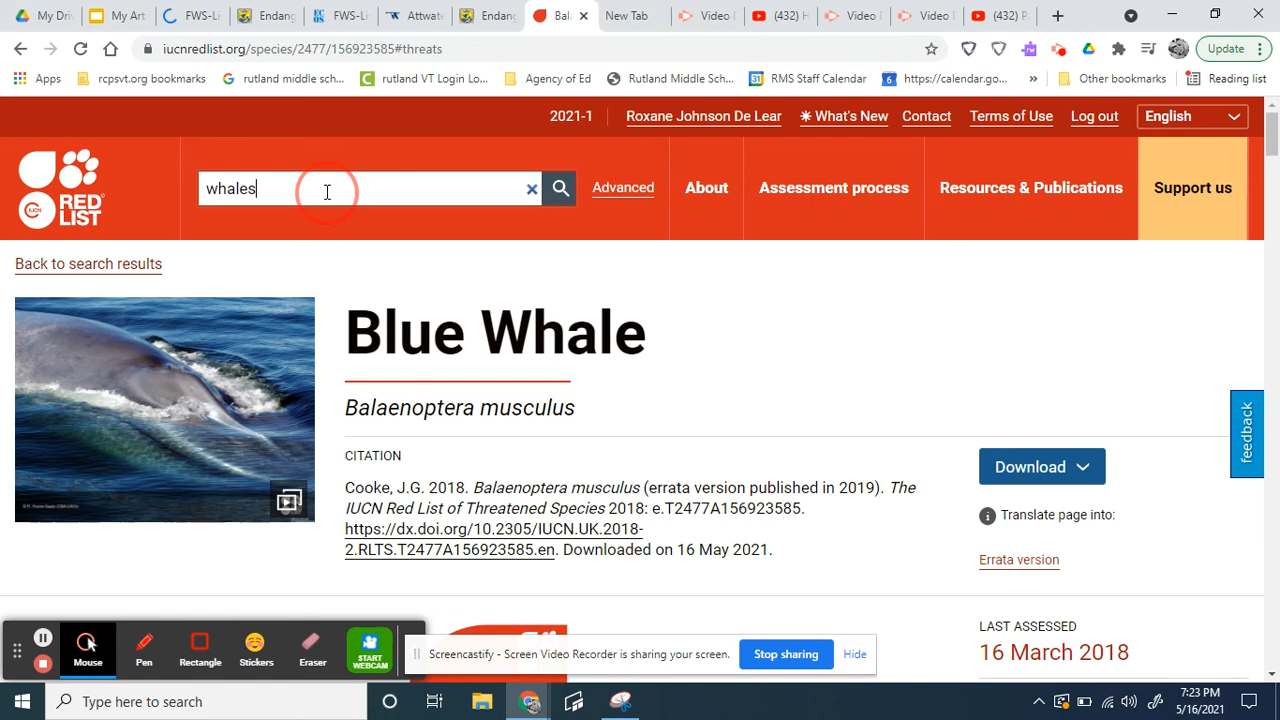 My Driv
My Art
FWS-Lis
Endang
FWS-Lis
Attwate
Endang
Bala
New Tab
Video D
(432) H
Video D
Video D
(432) P
iucnredlist.org/species/2477/156923585#threats
Update
Apps
rcpsvt.org bookmarks
rutland middle sch...
rutland VT Login Lo...
Agency of Ed
Rutland Middle Sch...
RMS Staff Calendar
https://calendar.go...
»
Other bookmarks
Reading list
2021-1
Roxane Johnson De Lear
What's New
Contact
Terms of Use
Log out
English
IUCN
RED
LIST
whales
Advanced
About
Assessment process
Resources & Publications
Support us
Back to search results
Blue Whale
Balaenoptera musculus
CITATION
Cooke, J.G. 2018. Balaenoptera musculus (errata version published in 2019). The
IUCN Red List of Threatened Species 2018: e.T2477A156923585.
https://dx.doi.org/10.2305/IUCN.UK.2018-
2.RLTS.T2477A156923585.en. Downloaded on 16 May 2021.
Download
Translate page into:
Errata version
feedback
LAST ASSESSED
16 March 2018
Mouse
Pen
Rectangle
Stickers
Eraser
START
WEBCAM
Screencastify - Screen Video Recorder is sharing your screen.
Stop sharing
Hide
Type here to search
7:23 PM
5/16/2021